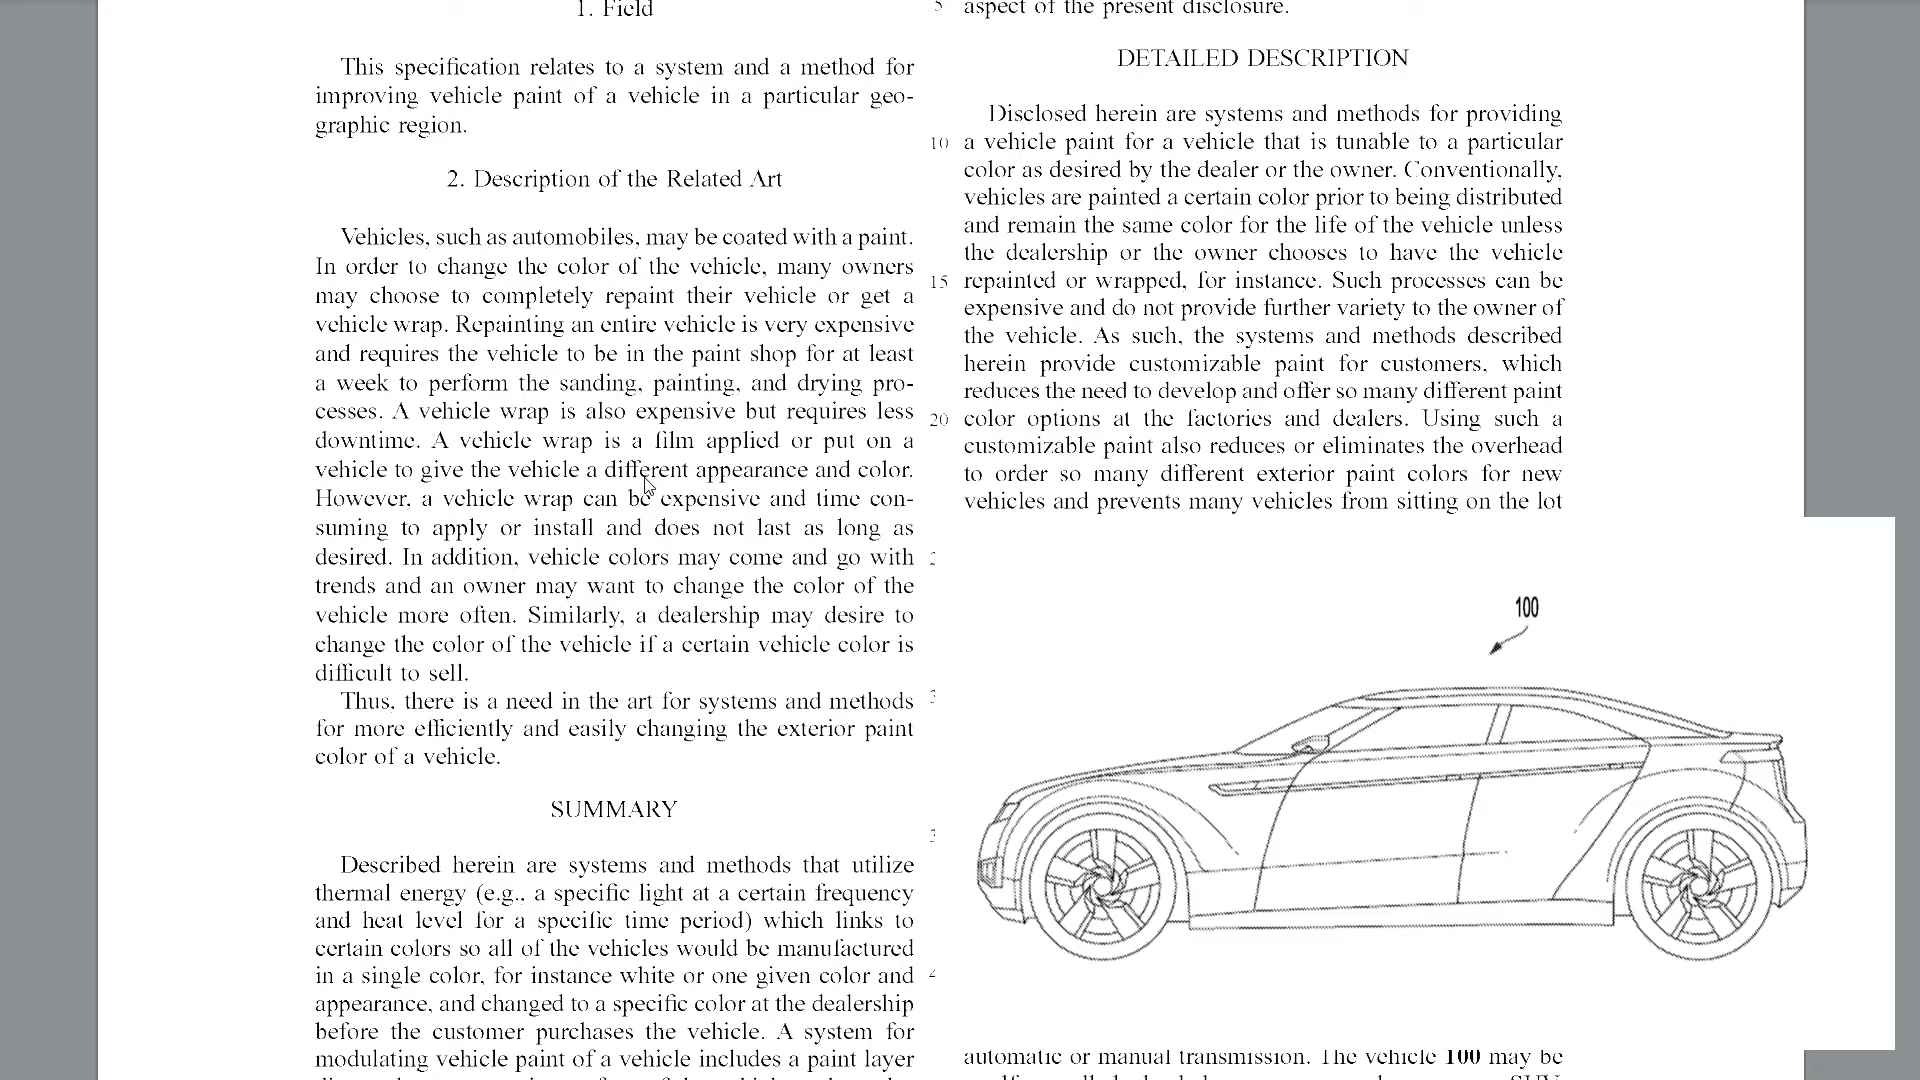 1. Field
This specification relates to a system and a method for
improving vehicle paint of a vehicle in a particular geo-
graphic region.
2. Description of the Related Art
Vehicles, such as automobiles, may be coated with a paint.
In order to change the color of the vehicle, many owners
may choose to completely repaint their vehicle or get a
vehicle wrap. Repainting an entire vehicle is very expensive
and requires the vehicle to be in the paint shop for at least
a week to perform the sanding, painting, and drying pro-
cesses. A vehicle wrap is also expensive but requires less
downtime. A vehicle wrap is a film applied or put on a
vehicle to give the vehicle a different appearance and color.
However, a vehicle wrap can be expensive and time con-
suming to apply or install and does not last as long as
desired. In addition, vehicle colors may come and go with
trends and an owner may want to change the color of the
vehicle more often. Similarly, a dealership may desire to
change the color of the vehicle if a certain vehicle color is
difficult to sell.
Thus, there is a need in the art for systems and methods
for more efficiently and easily changing the exterior paint
color of a vehicle.
SUMMARY
Described herein are systems and methods that utilize
thermal energy (e.g., a specific light at a certain frequency
and heat level for a specific time period) which links to
certain colors so all of the vehicles would be manufactured
in a single color, for instance white or one given color and
appearance, and changed to a specific color at the dealership
before the customer purchases the vehicle. A system for
modulating vehicle paint of a vehicle includes a paint layer
5 aspect of the present disclosure.
DETAILED DESCRIPTION
Disclosed herein are systems and methods for providing
10 a vehicle paint for a vehicle that is tunable to a particular
color as desired by the dealer or the owner. Conventionally,
vehicles are painted a certain color prior to being distributed
and remain the same color for the life of the vehicle unless
the dealership or the owner chooses to have the vehicle
15 repainted or wrapped, for instance. Such processes can be
expensive and do not provide further variety to the owner of
the vehicle. As such, the systems and methods described
herein provide customizable paint for customers, which
reduces the need to develop and offer so many different paint
20 color options at the factories and dealers. Using such a
customizable paint also reduces or eliminates the overhead
to order so many different exterior paint colors for new
vehicles and prevents many vehicles from sitting on the lot
100
automatic or manual transmission. The vehicle 100 may be